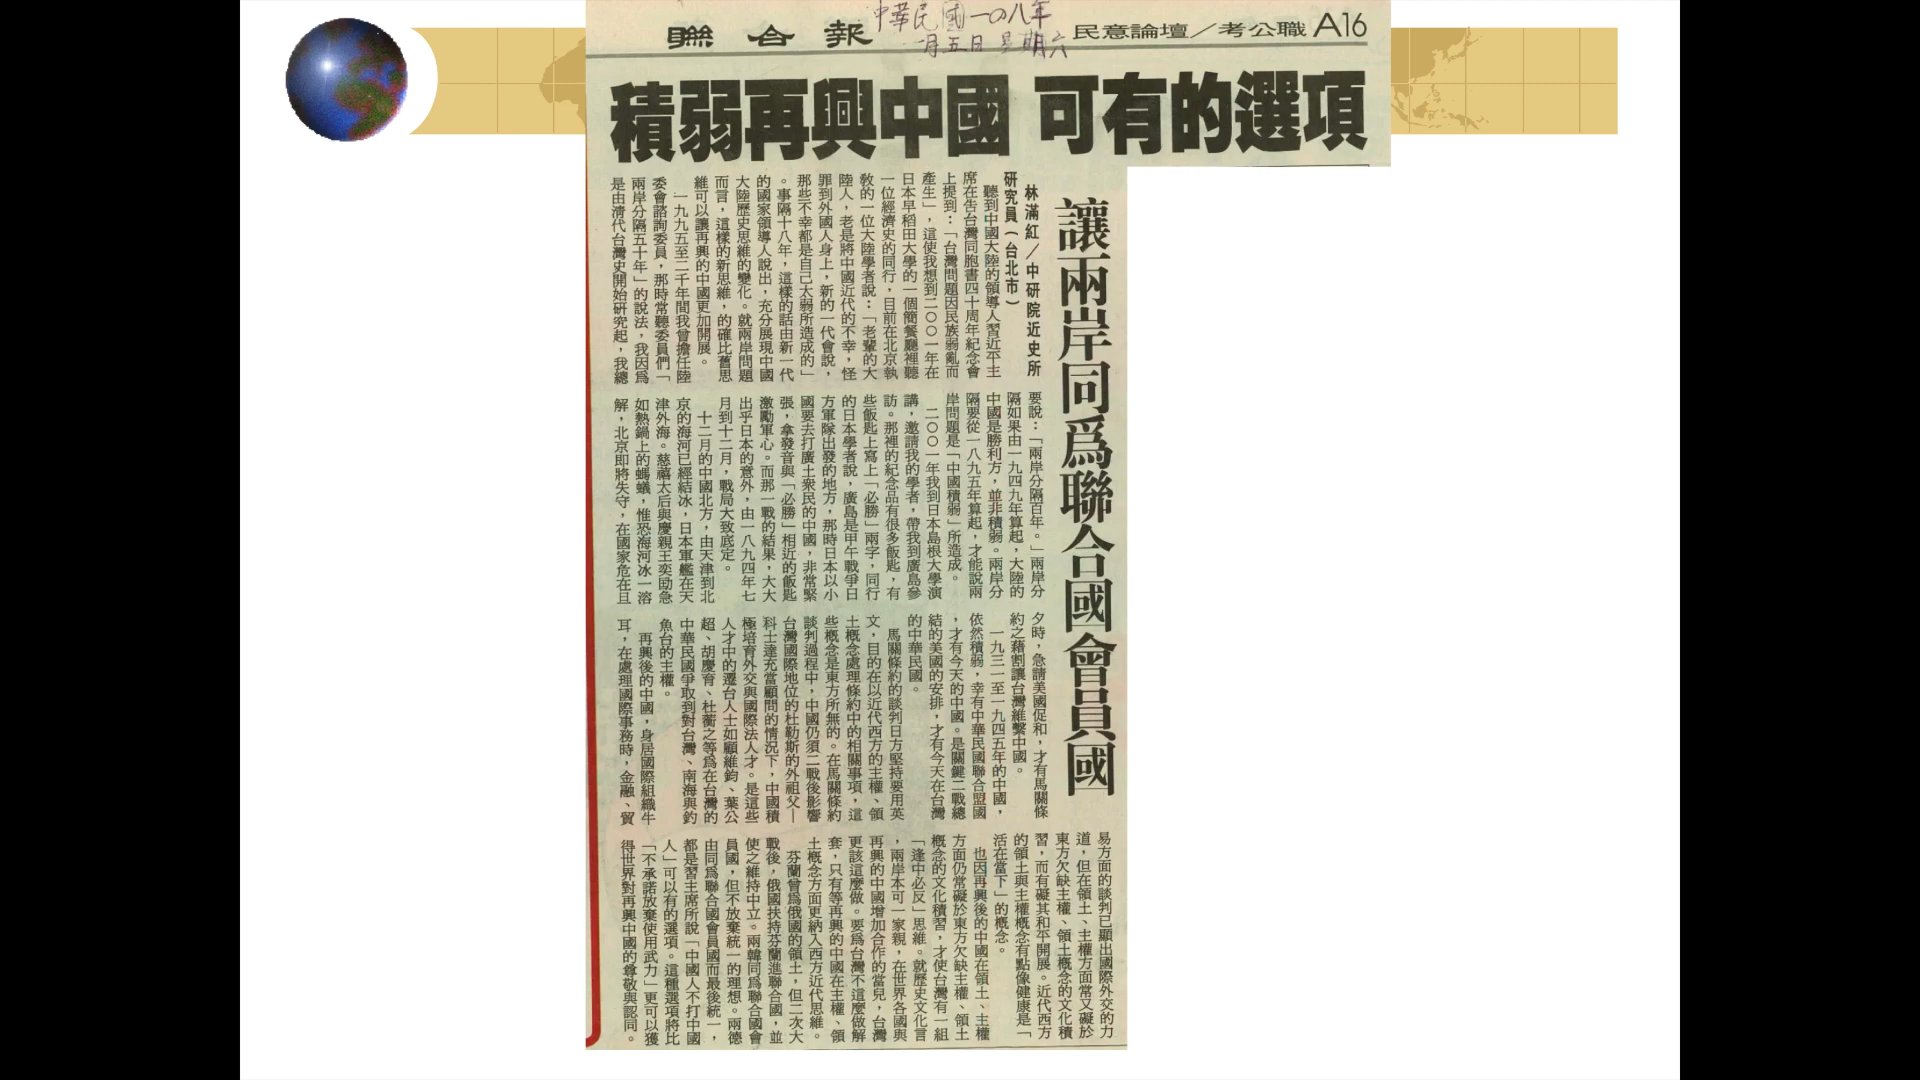 聯合報
中華民國一〇八年
一月五日 星期六
民意論壇／考公職 A16
積弱再興中國 可有的選項
讓兩岸同為聯合國會員國
林滿紅／中研院近史所
研究員（台北市）
聽到中國大陸的領導人習近平主
席在告台灣同胞書四十周年紀念會
上提到：「台灣問題因民族弱亂而
產生」，這使我想到二００一年在
日本早稻田大學的一個簡餐廳裡聽
一位經濟史的同行，目前在北京執
教的一位大陸學者說：「老輩的大
陸人，老是將中國近代的不幸，怪
罪到外國人身上，新的一代會說，
那些不幸都是自己太弱所造成的」
。事隔十八年，這樣的話由新一代
的國家領導人說出，充分展現中國
大陸歷史思維的變化。就兩岸問題
而言，這樣的新思維，的確比舊思
維可以讓再興的中國更加開展。
一九九五至二千年間我曾擔任陸
委會諮詢委員，那時常聽委員們「
兩岸分隔五十年」的說法，我因為
是由清代台灣史開始研究起，我總
要說：「兩岸分隔百年。」兩岸分
隔如果由一九四九年算起，大陸的
中國是勝利方，並非積弱。兩岸分
隔要從一八九五年算起，才能說兩
岸問題是「中國積弱」所造成。
二００一年我到日本島根大學演
講，邀請我的學者，帶我到廣島參
訪。那裡的紀念品有很多飯匙，有
些飯匙上寫上「必勝」兩字，同行
的日本學者說，廣島是甲午戰爭日
方軍隊出發的地方，那時日本以小
國要去打廣土衆民的中國，非常緊
張，拿發音與「必勝」相近的飯匙
激勵軍心。而那一戰的結果，大大
出乎日本的意外，由一八九四年七
月到十二月，戰局大致底定。
十二月的中國北方，由天津到北
京的海河已經結冰，日本軍艦在天
津外海。慈禧太后與慶親王奕劻急
如熱鍋上的螞蟻，惟恐海河冰一溶
解，北京即將失守，在國家危在旦
夕時，急請美國促和，才有馬關條
約之藉割讓台灣維繫中國。
一九三一至一九四五年的中國，
依然積弱，幸有中華民國聯合盟國
，才有今天的中國。是關鍵二戰總
結的美國的安排，才有今天在台灣
的中華民國。
馬關條約的談判日方堅持要用英
文，目的在以近代西方的主權、領
土概念處理條約中的相關事項，這
些概念是東方所無的。在馬關條約
談判過程中，中國仍須二戰後影響
台灣國際地位的杜勒斯的外祖父—
科士達充當顧問的情況下，中國積
極培育外交與國際法人才。是這些
人才中的遷台人士如顧維鈞、葉公
超、胡慶育、杜蘅之等為在台灣的
中華民國爭取到對台灣、南海與釣
魚台的主權。
再興後的中國，身居國際組織牛
耳，在處理國際事務時，金融、貿
易方面的談判已顯出國際外交的力
道，但在領土、主權方面常又礙於
東方欠缺主權、領土概念的文化積
習，而有礙其和平開展。近代西方
的領土與主權概念有點像健康是「
活在當下」的概念。
也因再興後的中國在領土、主權
方面仍常礙於東方欠缺主權、領土
概念的文化積習，才使台灣有一組
「逢中必反」思維。就歷史文化言
，兩岸本可一家親，在世界各國與
再興的中國增加合作的當兒，台灣
更該這麼做。要為台灣不這麼做解
套，只有等再興的中國在主權、領
土概念方面更納入西方近代思維。
芬蘭曾為俄國的領土，但二次大
戰後，俄國扶持芬蘭進聯合國，並
使之維持中立。兩韓同為聯合國會
員國，但不放棄統一的理想。兩德
由同為聯合國會員國而最後統一，
都是習主席所說「中國人不打中國
人」可以有的選項。這種選項將比
「不承諾放棄使用武力」更可以獲
得世界對再興中國的尊敬與認同。